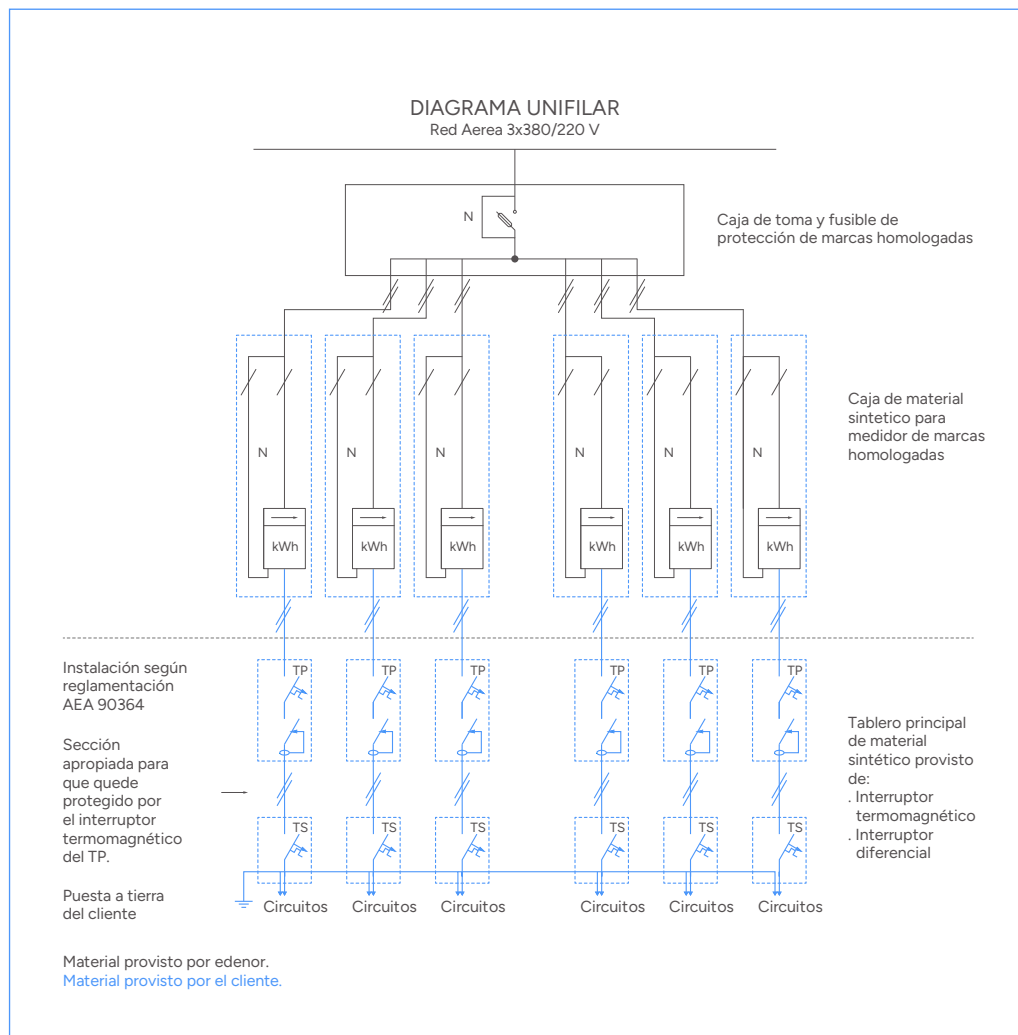 DIAGRAMA UNIFILAR
Red Aerea 3x380/220 V
N
Caja de toma y fusible de
protección de marcas homologadas
Caja de material
sintetico para
medidor de marcas
homologadas
N
N
N
N
N
N
kWh
kWh
kWh
kWh
kWh
kWh
Instalación según
reglamentación
AEA 90364
TP
TP
TP
TP
TP
TP
Sección
apropiada para
que quede
protegido por
el interruptor
termomagnético
del TP.
Tablero principal
de material
sintético provisto
de:
. Interruptor
termomagnético
. Interruptor
diferencial
TS
TS
TS
TS
TS
TS
Puesta a tierra
del cliente
Circuitos
Circuitos
Circuitos
Circuitos
Circuitos
Circuitos
Material provisto por edenor.
Material provisto por el cliente.